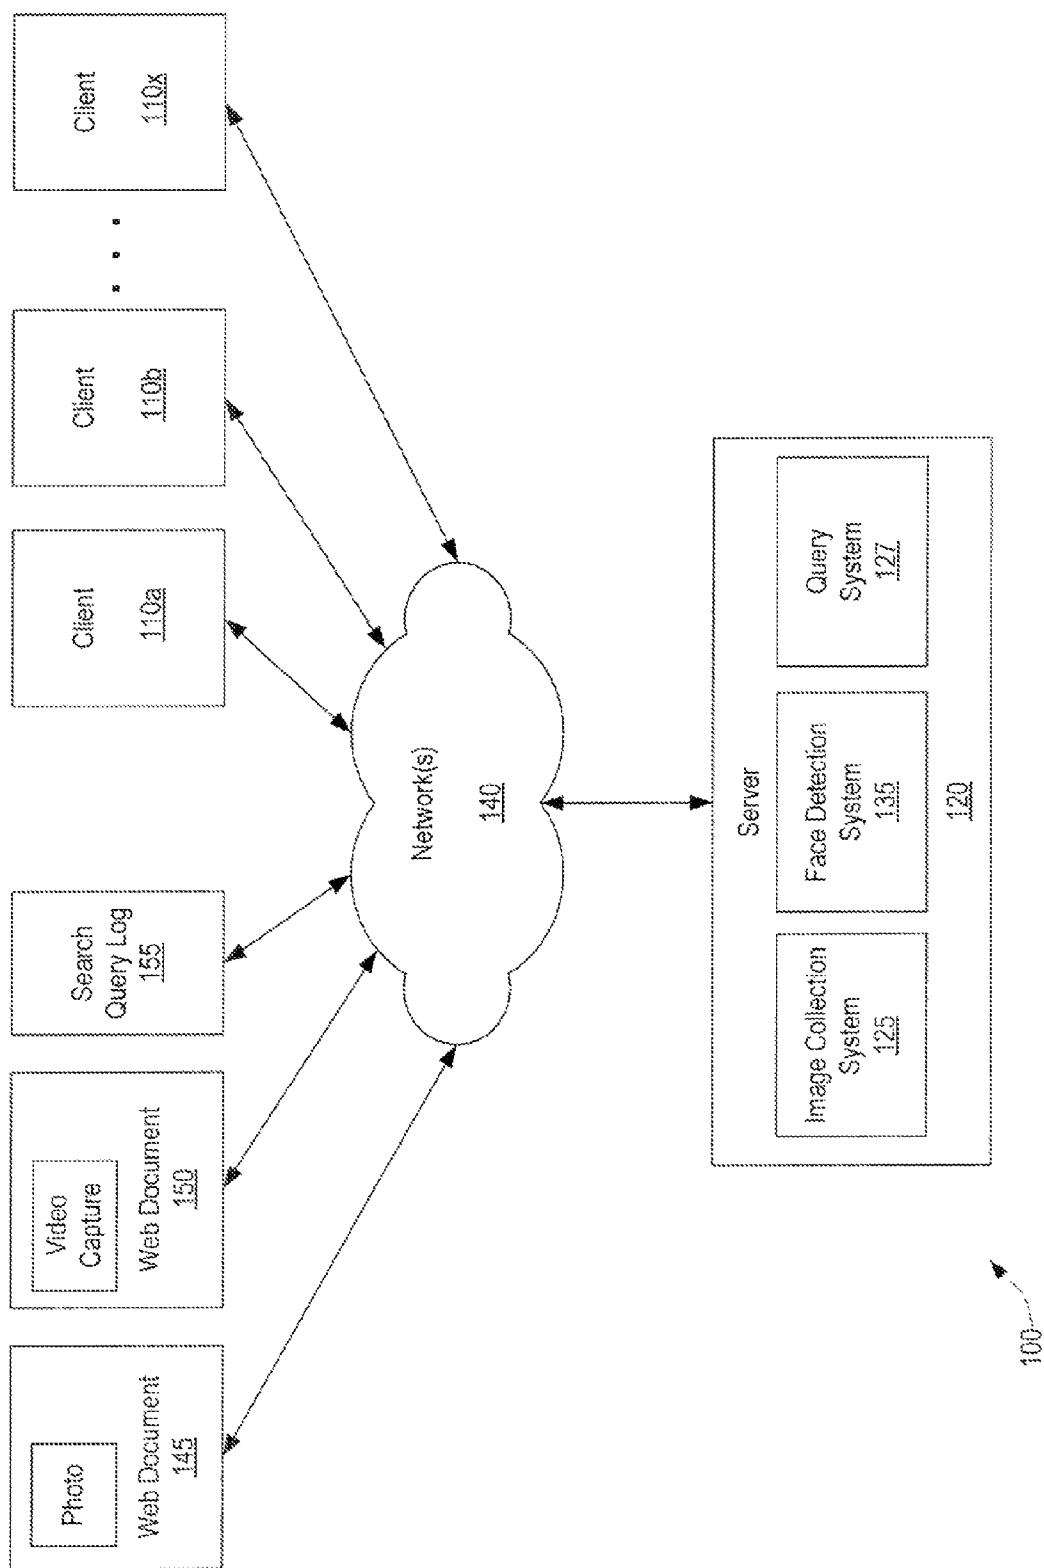 Photo
Web Document
145
Video
Capture
Web Document
150
Search
Query Log
155
Client
110a
Client
110b
. . .
Client
110x
Network(s)
140
Server
Image Collection
System
125
Face Detection
System
135
Query
System
127
120
100